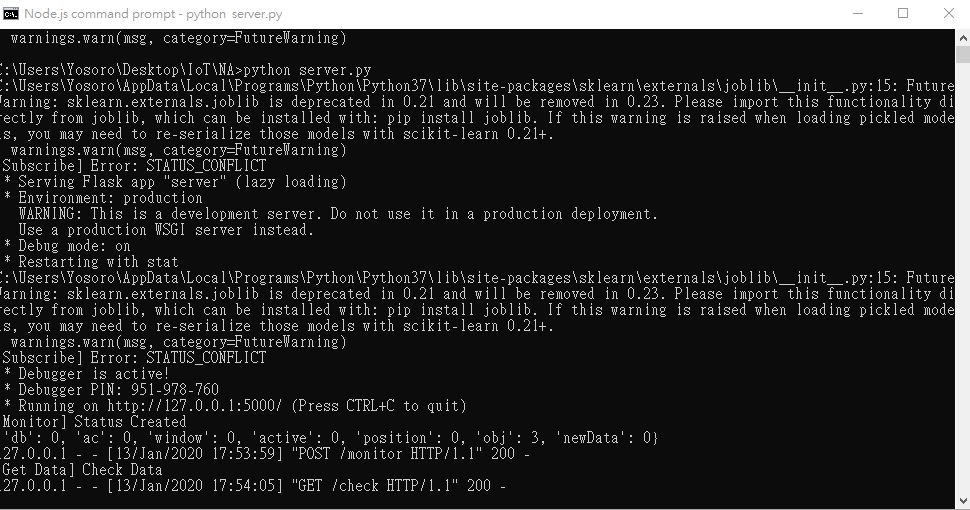 Node.js command prompt - python server.py
warnings.warn(msg, category=FutureWarning)
C:\Users\Yosoro\Desktop\IoT\NA>python server.py
C:\Users\Yosoro\AppData\Local\Programs\Python\Python37\lib\site-packages\sklearn\externals\joblib\__init__.py:15: Future
Warning: sklearn.externals.joblib is deprecated in 0.21 and will be removed in 0.23. Please import this functionality di
rectly from joblib, which can be installed with: pip install joblib. If this warning is raised when loading pickled mode
ls, you may need to re-serialize those models with scikit-learn 0.21+.
warnings.warn(msg, category=FutureWarning)
[Subscribe] Error: STATUS_CONFLICT
* Serving Flask app "server" (lazy loading)
* Environment: production
WARNING: This is a development server. Do not use it in a production deployment.
Use a production WSGI server instead.
* Debug mode: on
* Restarting with stat
C:\Users\Yosoro\AppData\Local\Programs\Python\Python37\lib\site-packages\sklearn\externals\joblib\__init__.py:15: Future
Warning: sklearn.externals.joblib is deprecated in 0.21 and will be removed in 0.23. Please import this functionality di
rectly from joblib, which can be installed with: pip install joblib. If this warning is raised when loading pickled mode
ls, you may need to re-serialize those models with scikit-learn 0.21+.
warnings.warn(msg, category=FutureWarning)
[Subscribe] Error: STATUS_CONFLICT
* Debugger is active!
* Debugger PIN: 951-978-760
* Running on http://127.0.0.1:5000/ (Press CTRL+C to quit)
[Monitor] Status Created
{'db': 0, 'ac': 0, 'window': 0, 'active': 0, 'position': 0, 'obj': 3, 'newData': 0}
127.0.0.1 - - [13/Jan/2020 17:53:59] "POST /monitor HTTP/1.1" 200 -
[Get Data] Check Data
127.0.0.1 - - [13/Jan/2020 17:54:05] "GET /check HTTP/1.1" 200 -